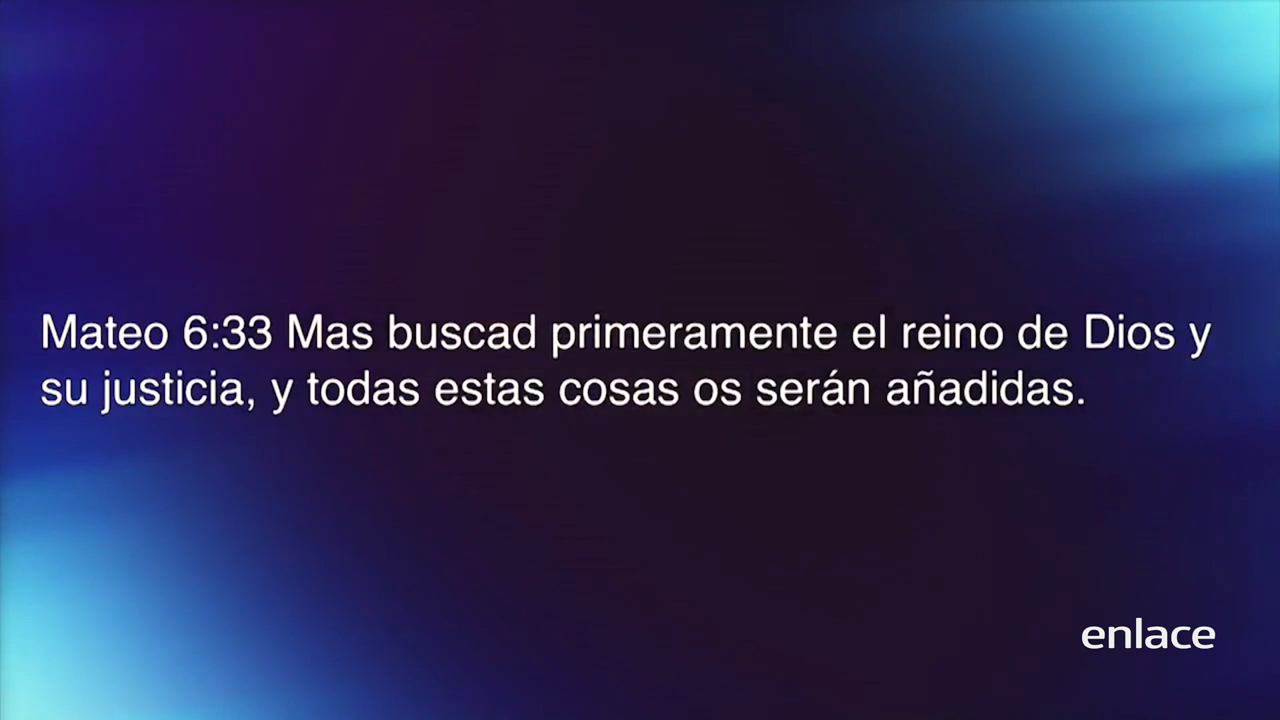 Mateo 6:33 Mas buscad primeramente el reino de Dios y
su justicia, y todas estas cosas os serán añadidas.
enlace